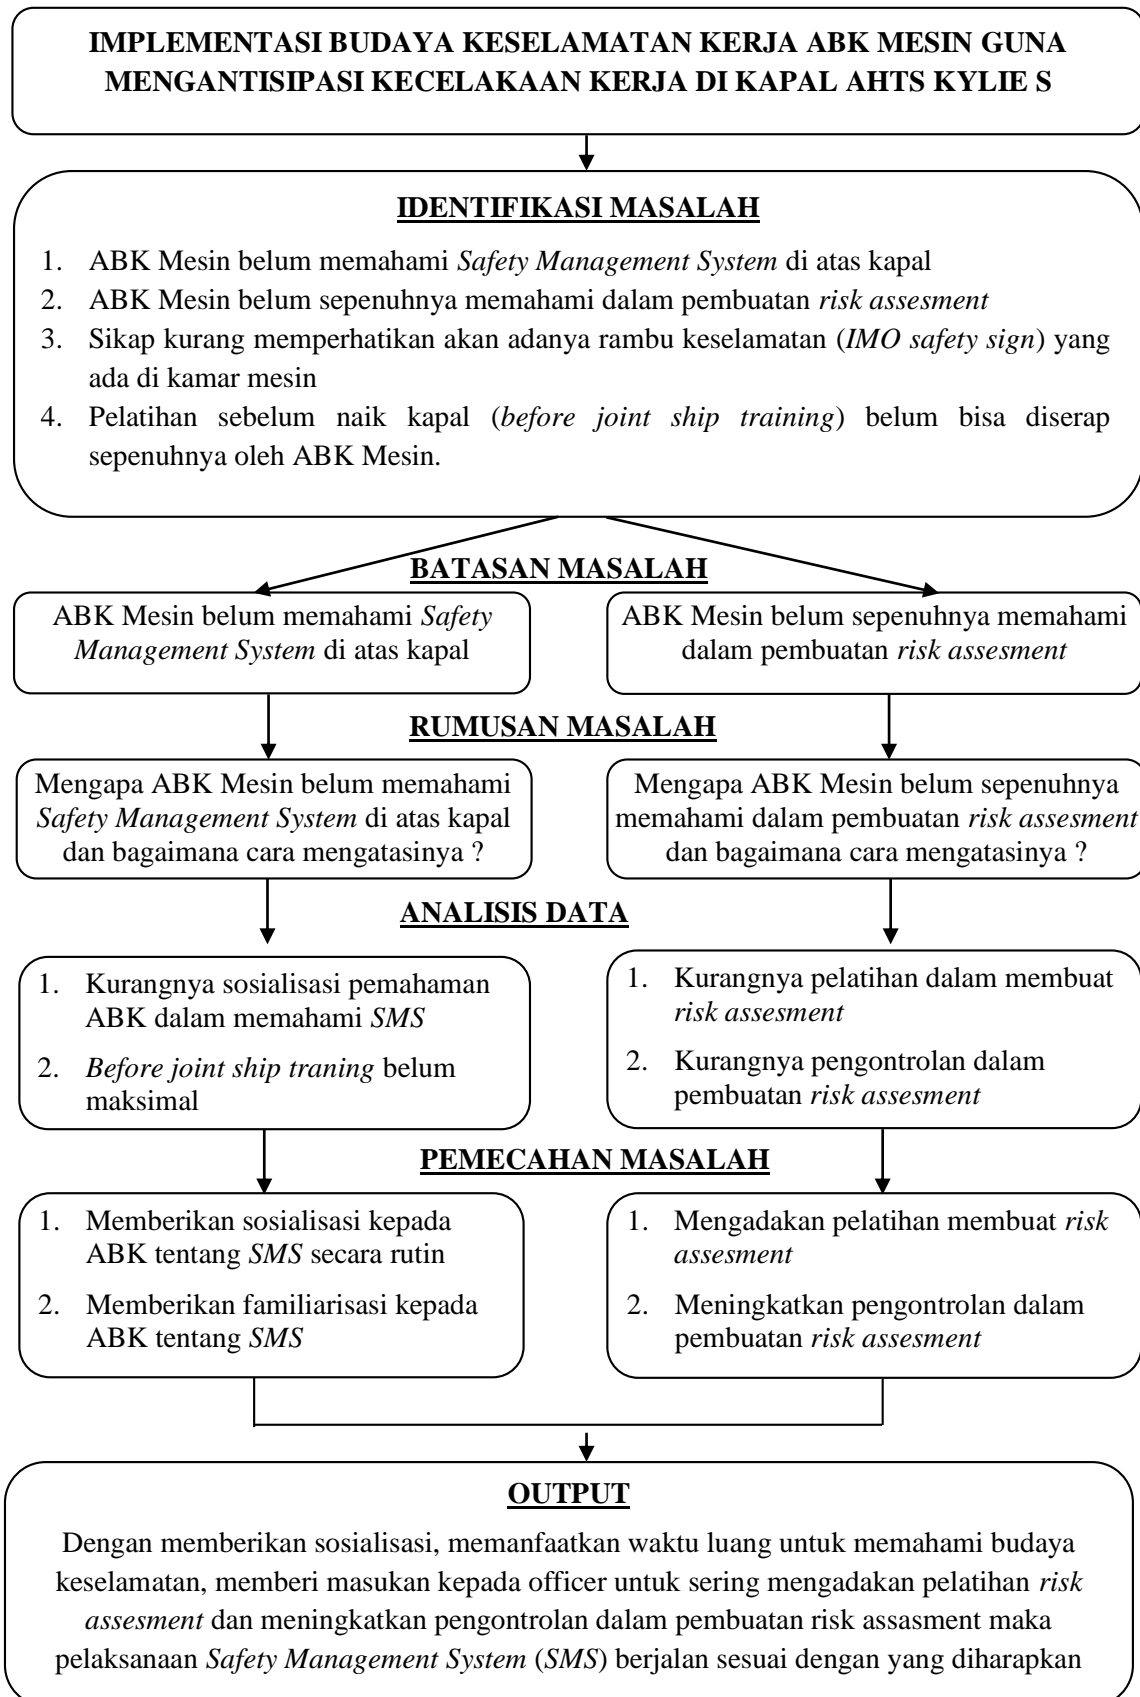 IMPLEMENTASI BUDAYA KESELAMATAN KERJA ABK MESIN GUNA
MENGANTISIPASI KECELAKAAN KERJA DI KAPAL AHTS KYLIE S
IDENTIFIKASI MASALAH
1. ABK Mesin belum memahami Safety Management System di atas kapal
2. ABK Mesin belum sepenuhnya memahami dalam pembuatan risk assesment
3. Sikap kurang memperhatikan akan adanya rambu keselamatan (IMO safety sign) yang
ada di kamar mesin
4. Pelatihan sebelum naik kapal (before joint ship training) belum bisa diserap
sepenuhnya oleh ABK Mesin.
BATASAN MASALAH
ABK Mesin belum memahami Safety
Management System di atas kapal
ABK Mesin belum sepenuhnya memahami
dalam pembuatan risk assesment
RUMUSAN MASALAH
Mengapa ABK Mesin belum memahami
Safety Management System di atas kapal
dan bagaimana cara mengatasinya ?
Mengapa ABK Mesin belum sepenuhnya
memahami dalam pembuatan risk assesment
dan bagaimana cara mengatasinya ?
ANALISIS DATA
1. Kurangnya sosialisasi pemahaman
ABK dalam memahami SMS
2. Before joint ship traning belum
maksimal
1. Kurangnya pelatihan dalam membuat
risk assesment
2. Kurangnya pengontrolan dalam
pembuatan risk assesment
PEMECAHAN MASALAH
1. Memberikan sosialisasi kepada
ABK tentang SMS secara rutin
2. Memberikan familiarisasi kepada
ABK tentang SMS
1. Mengadakan pelatihan membuat risk
assesment
2. Meningkatkan pengontrolan dalam
pembuatan risk assesment
OUTPUT
Dengan memberikan sosialisasi, memanfaatkan waktu luang untuk memahami budaya
keselamatan, memberi masukan kepada officer untuk sering mengadakan pelatihan risk
assesment dan meningkatkan pengontrolan dalam pembuatan risk assasment maka
pelaksanaan Safety Management System (SMS) berjalan sesuai dengan yang diharapkan